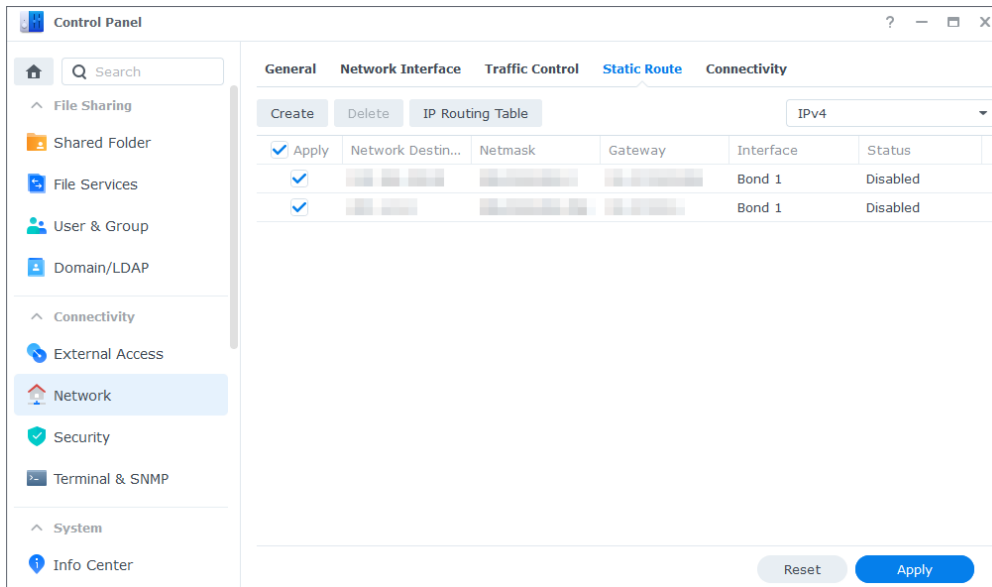 Control Panel
?
Search
File Sharing
Shared Folder
File Services
User & Group
Domain/LDAP
Connectivity
External Access
Network
Security
Terminal & SNMP
System
Info Center
General Network Interface Traffic Control Static Route Connectivity
Create Delete IP Routing Table IPv4
Apply Network Destin... Netmask Gateway Interface Status
Bond 1 Disabled
Bond 1 Disabled
Reset Apply